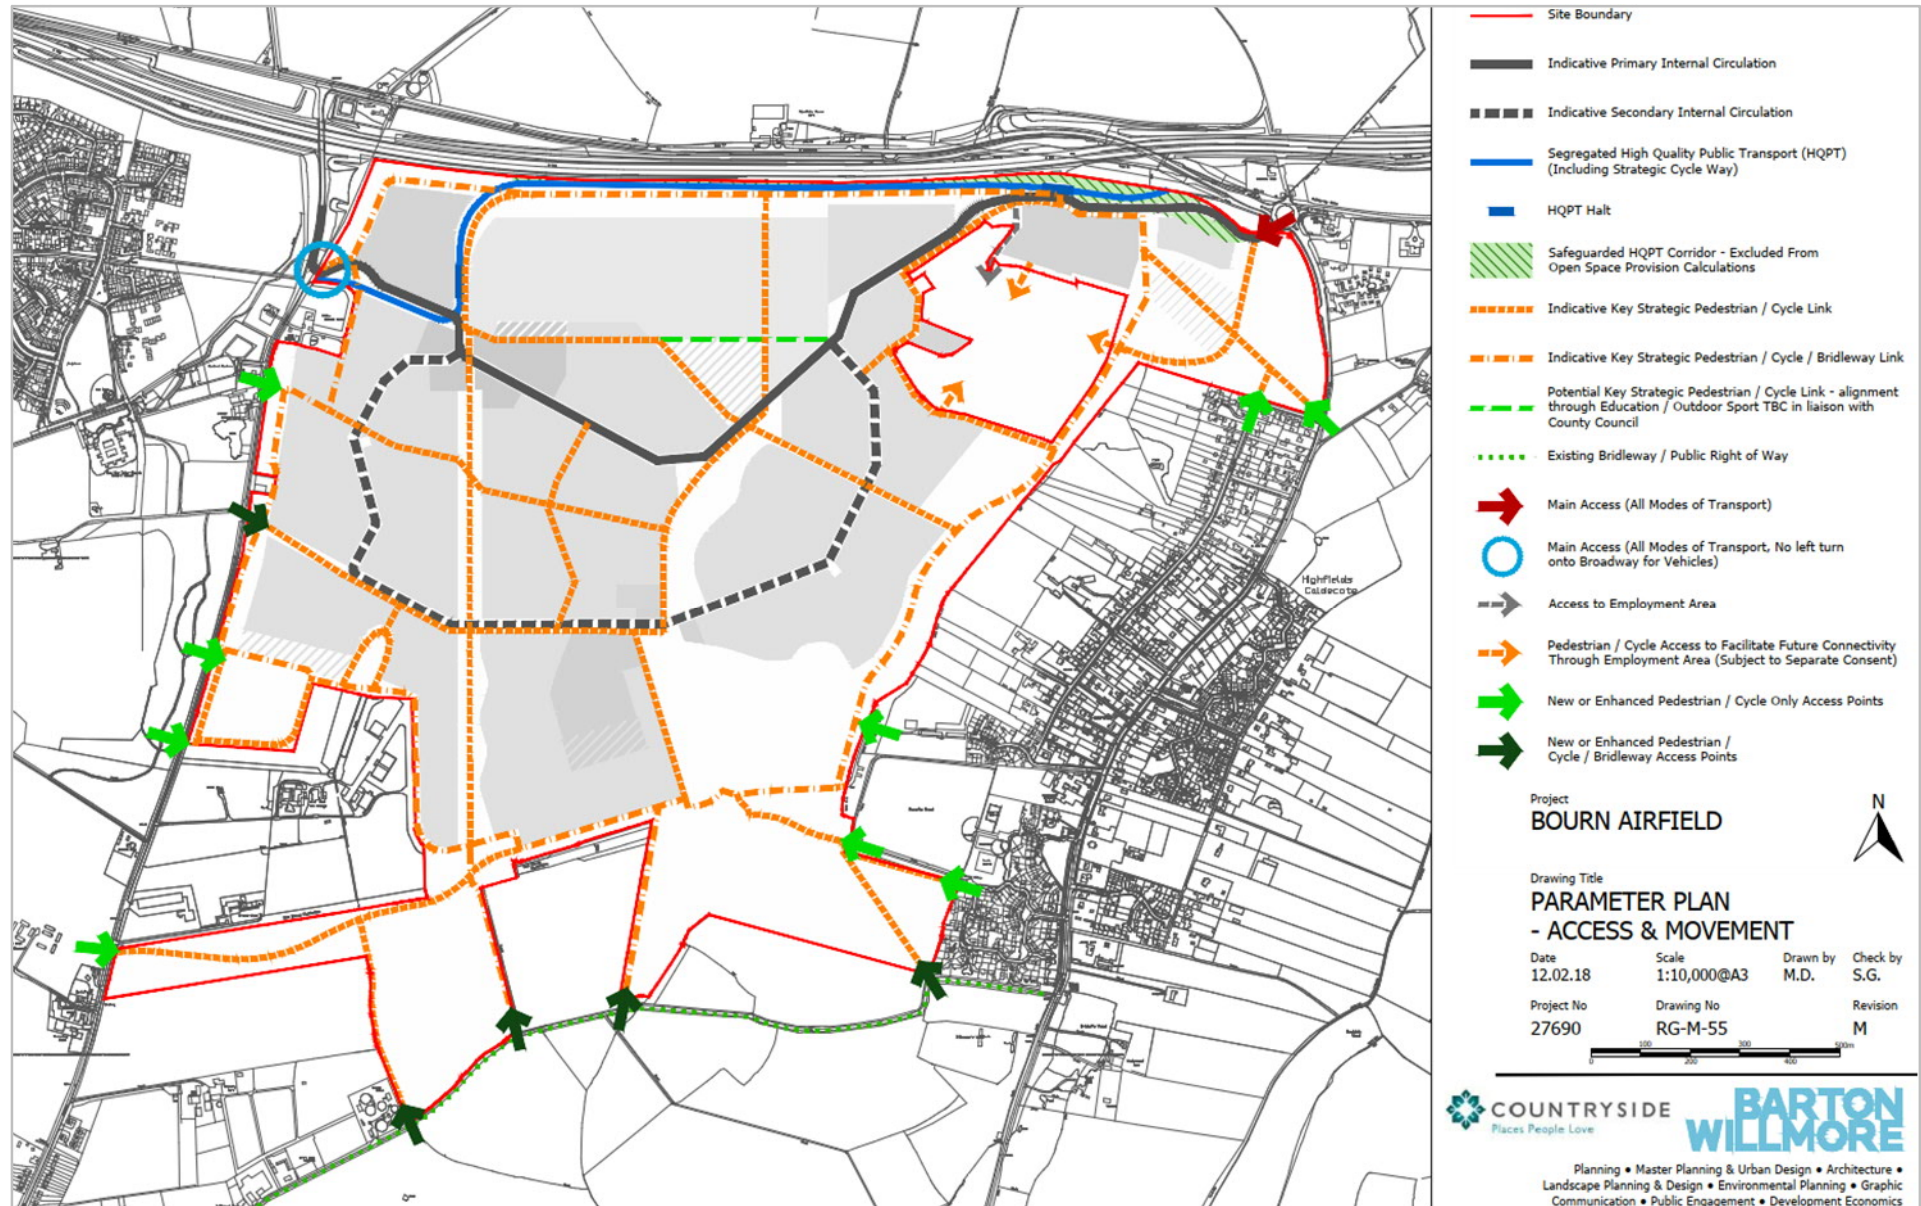 Site Boundary
Indicative Primary Internal Circulation
Indicative Secondary Internal Circulation
Segregated High Quality Public Transport (HQPT)
(Including Strategic Cycle Way)
HQPT Halt
Safeguarded HQPT Corridor - Excluded From
Open Space Provision Calculations
Indicative Key Strategic Pedestrian / Cycle Link
Indicative Key Strategic Pedestrian / Cycle / Bridleway Link
Potential Key Strategic Pedestrian / Cycle Link - alignment
through Education / Outdoor Sport TBC in liaison with
County Council
Existing Bridleway / Public Right of Way
Main Access (All Modes of Transport)
Main Access (All Modes of Transport, No left turn
onto Broadway for Vehicles)
Access to Employment Area
Pedestrian / Cycle Access to Facilitate Future Connectivity
Through Employment Area (Subject to Separate Consent)
New or Enhanced Pedestrian / Cycle Only Access Points
New or Enhanced Pedestrian /
Cycle / Bridleway Access Points
Highfields
Caldecote
Project
BOURN AIRFIELD
N
Drawing Title
PARAMETER PLAN
- ACCESS & MOVEMENT
Date Scale Drawn by Check by
12.02.18 1:10,000@A3 M.D. S.G.
Project No Drawing No Revision
27690 RG-M-55 M
100 300 500m
0 200 400
COUNTRYSIDE
Places People Love
BARTON
WILLMORE
Planning • Master Planning & Urban Design • Architecture •
Landscape Planning & Design • Environmental Planning • Graphic
Communication • Public Engagement • Development Economics